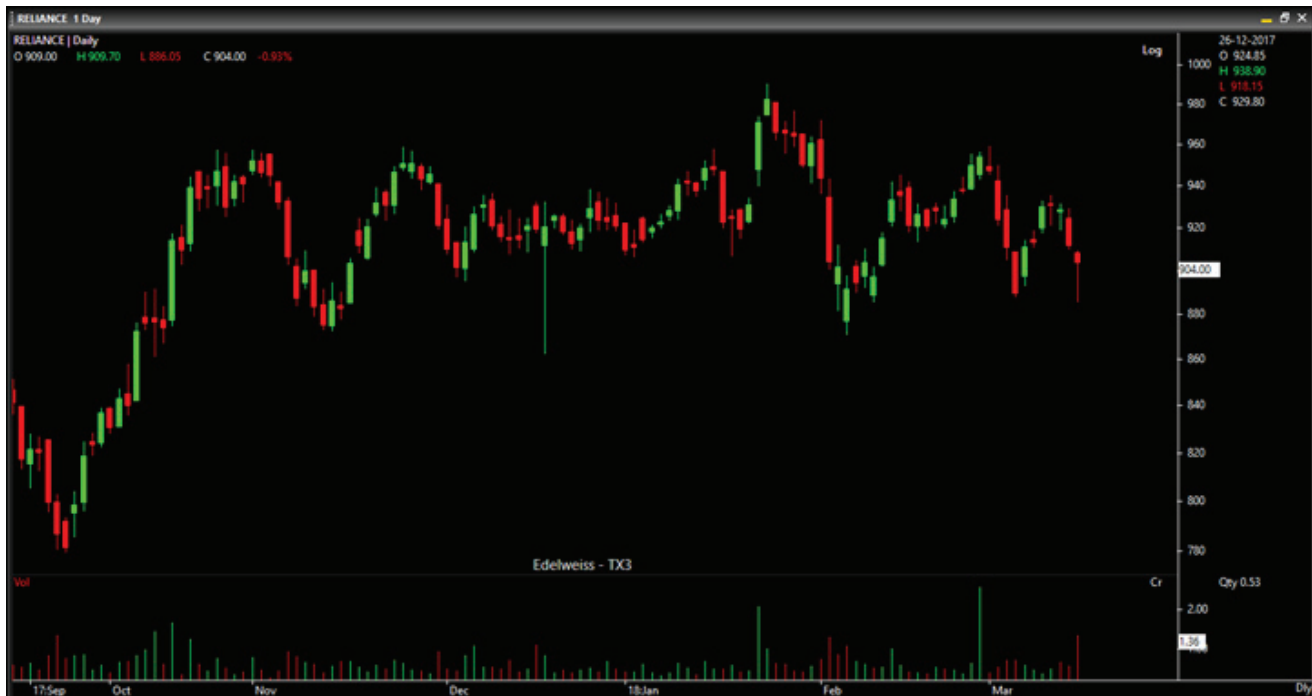 RELIANCE 1 Day
RELIANCE | Daily
O 909.00 H 909.70 L 886.05 C 904.00 -0.93%
Log
26-12-2017
O 924.85
H 938.90
L 918.15
C 929.80
1000
980
960
940
920
904.00
880
860
840
820
800
780
Edelweiss - TX3
Vol
Cr
Qty 0.53
2.00
1.36
17:Sep Oct Nov Dec 18:Jan Feb Mar